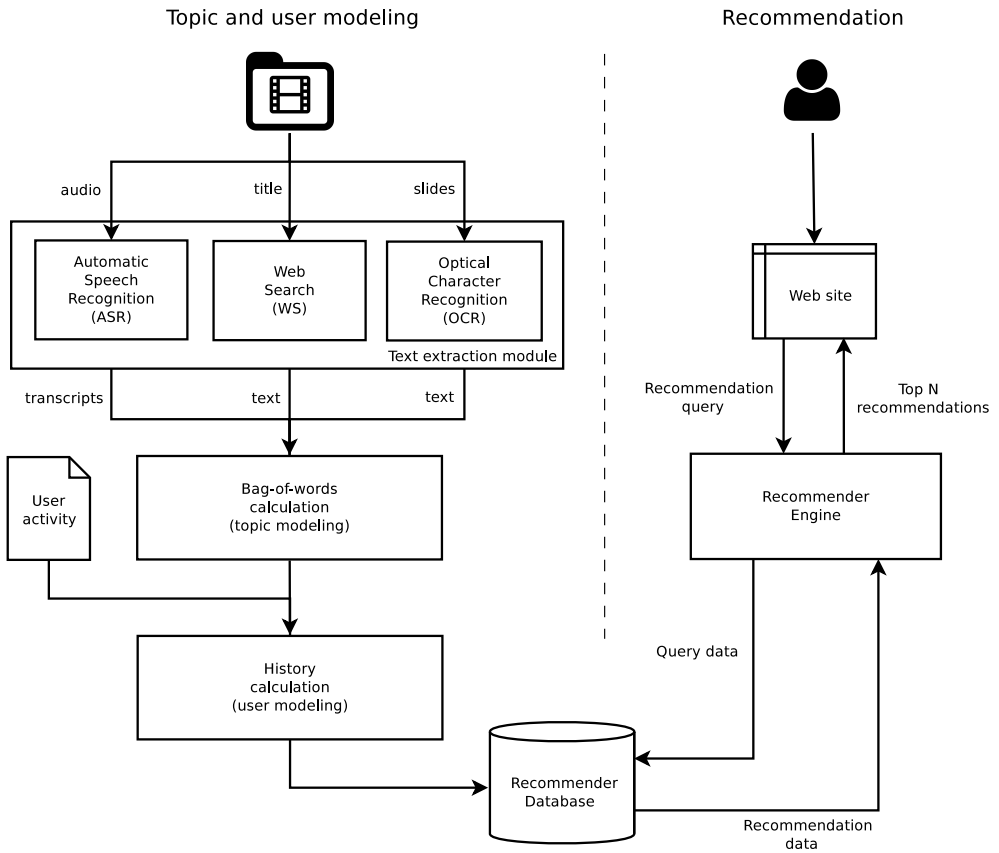 Topic and user modeling
Recommendation
audio
title
slides
Automatic
Speech
Recognition
(ASR)
Web
Search
(WS)
Optical
Character
Recognition
(OCR)
Text extraction module
transcripts
text
text
User
activity
Bag-of-words
calculation
(topic modeling)
History
calculation
(user modeling)
Recommender
Database
Web site
Recommendation
query
Top N
recommendations
Recommender
Engine
Query data
Recommendation
data